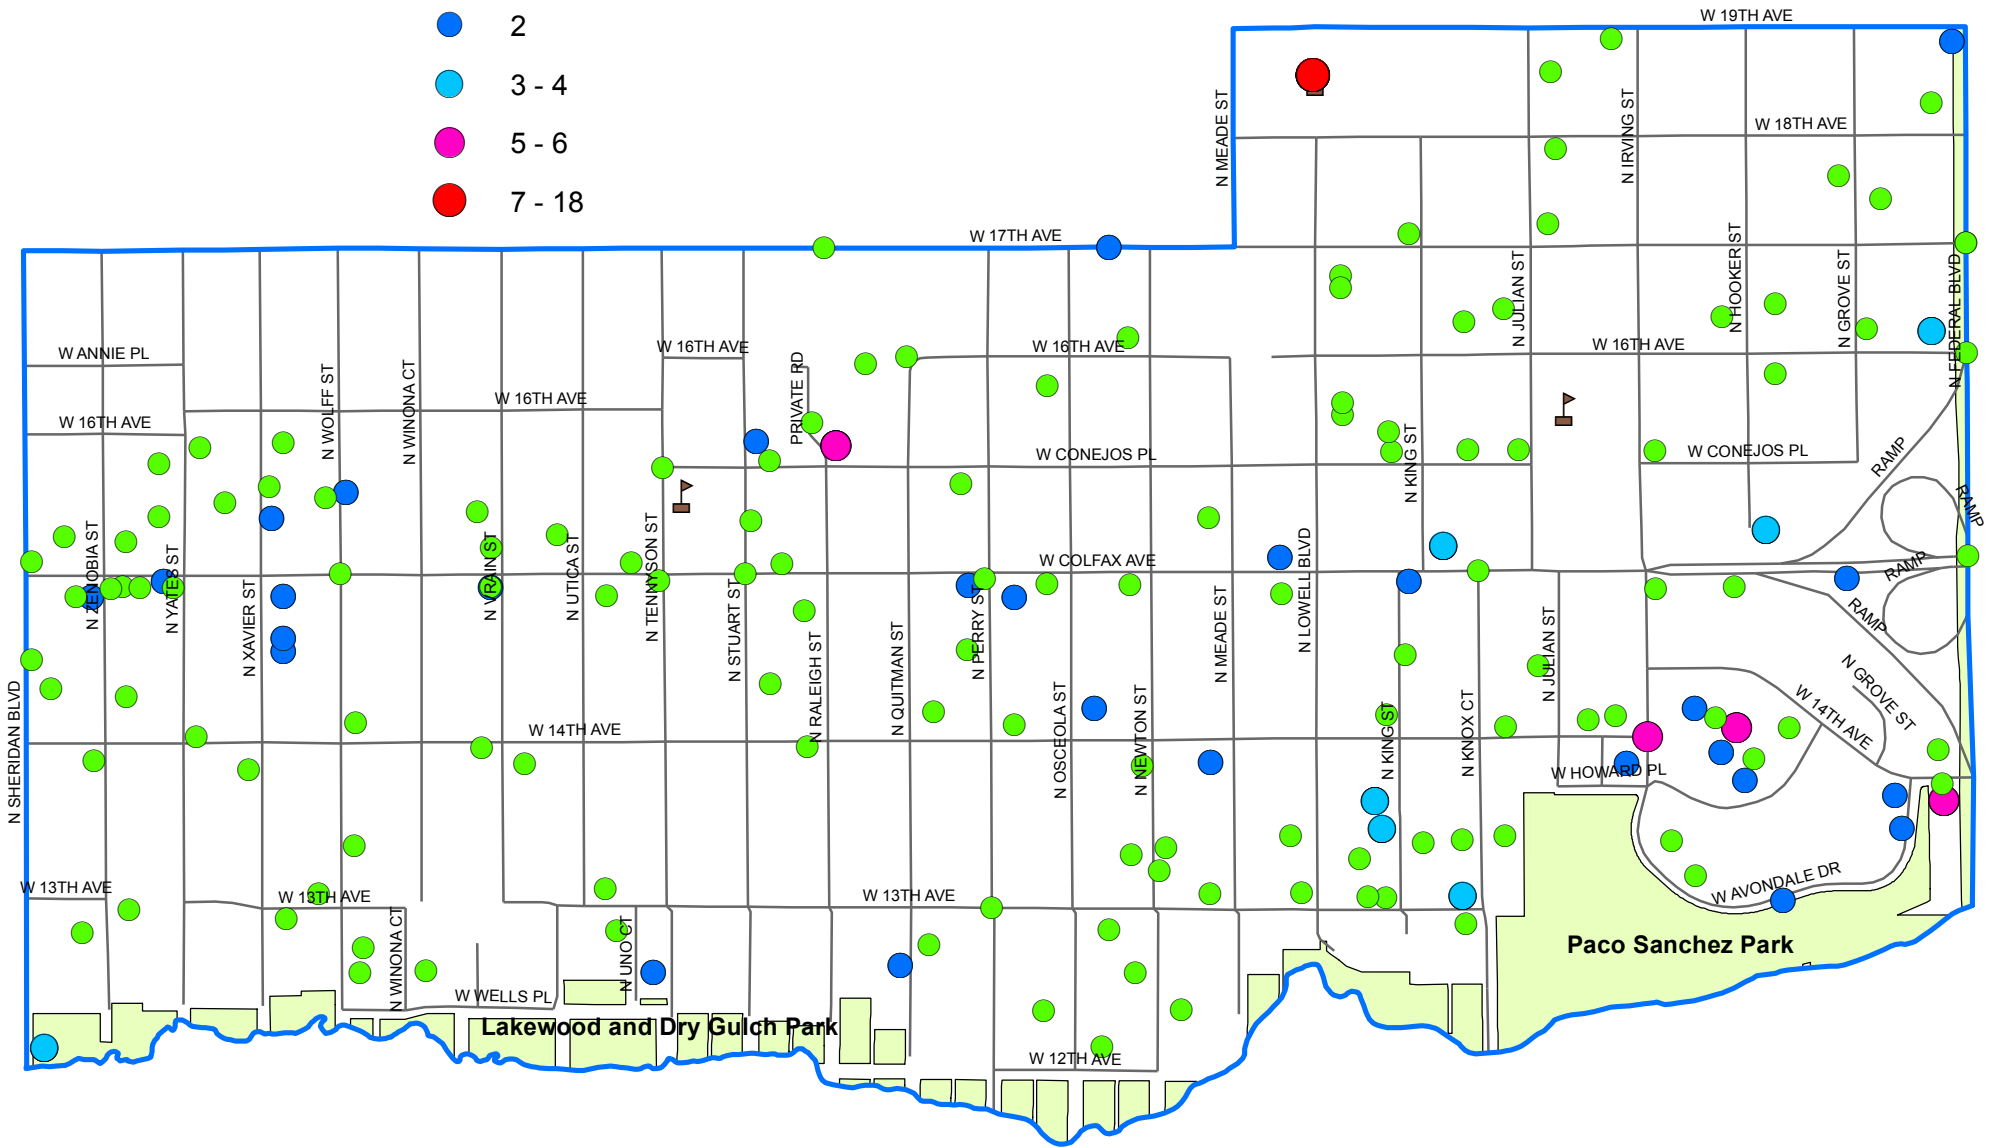 2
3 - 4
5 - 6
7 - 18
W 19TH AVE
N MEADE ST
N IRVING ST
W 18TH AVE
W 17TH AVE
N JULIAN ST
N HOOKER ST
N GROVE ST
N FEDERAL BLVD
W ANNIE PL
W 16TH AVE
W 16TH AVE
W 16TH AVE
W 16TH AVE
W 16TH AVE
N WOLFF ST
N WINONA CT
PRIVATE RD
W CONEJOS PL
N KING ST
W CONEJOS PL
RAMP
RAMP
N ZENOBIA ST
N YATES ST
N XAVIER ST
N VRAIN ST
N UTICA ST
N TENNYSON ST
N STUART ST
N RALEIGH ST
N QUITMAN ST
N PERRY ST
W COLFAX AVE
N OSCEOLA ST
N NEWTON ST
N MEADE ST
N LOWELL BLVD
N KING ST
N KNOX CT
N JULIAN ST
RAMP
RAMP
N GROVE ST
W 14TH AVE
N SHERIDAN BLVD
W 14TH AVE
W HOWARD PL
W 13TH AVE
W 13TH AVE
W 13TH AVE
W AVONDALE DR
N WINONA CT
N UNO CT
Paco Sanchez Park
W WELLS PL
Lakewood and Dry Gulch Park
W 12TH AVE